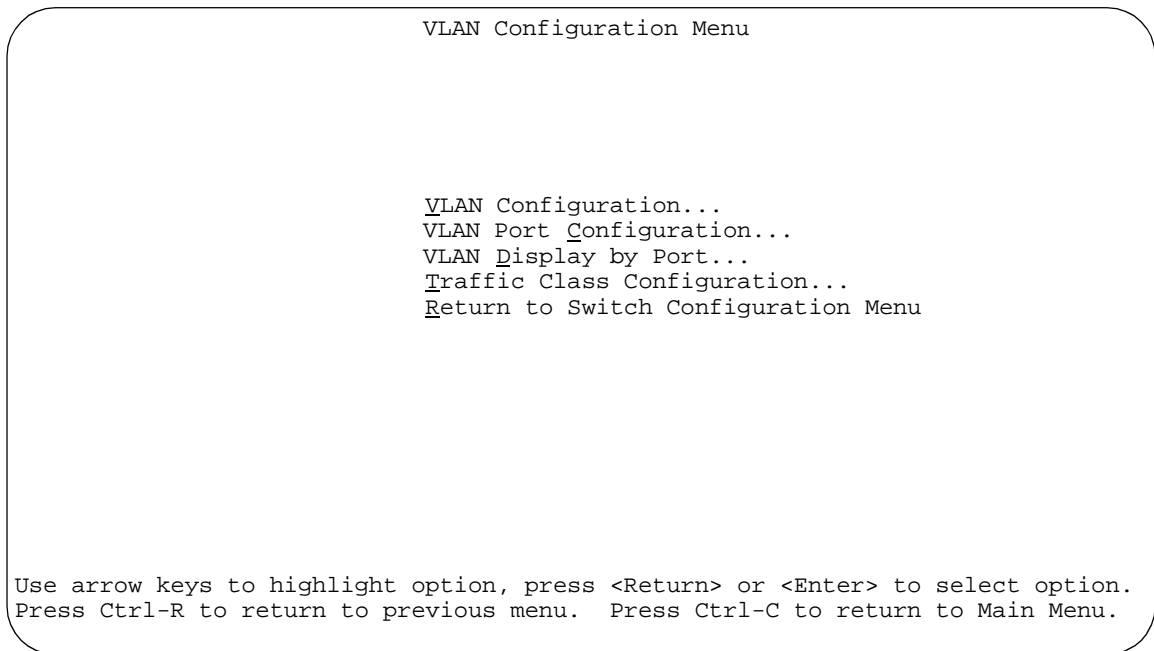 VLAN Configuration Menu
VLAN Configuration...
VLAN Port Configuration...
VLAN Display by Port...
Traffic Class Configuration...
Return to Switch Configuration Menu
Use arrow keys to highlight option, press <Return> or <Enter> to select option.
Press Ctrl-R to return to previous menu.  Press Ctrl-C to return to Main Menu.